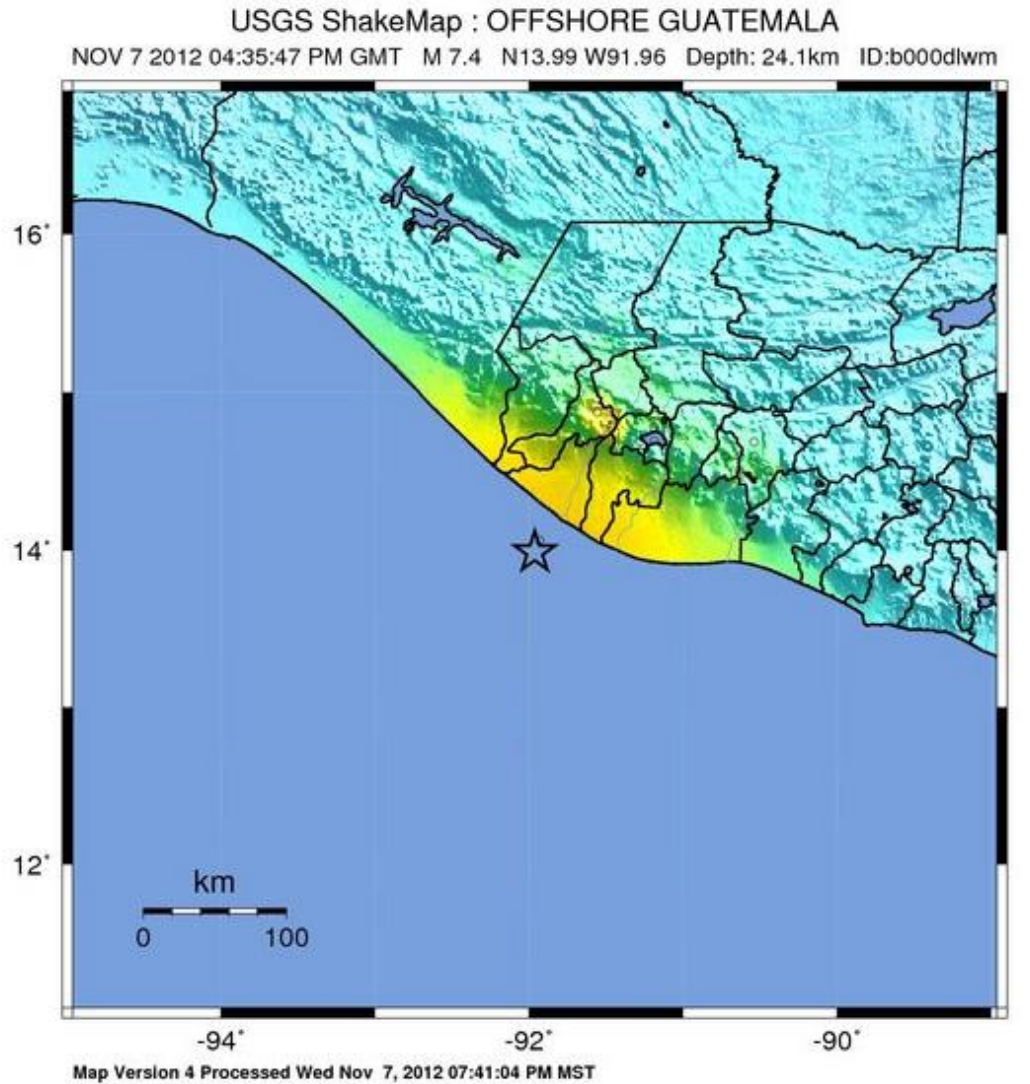 USGS ShakeMap : OFFSHORE GUATEMALA
NOV 7 2012 04:35:47 PM GMT M 7.4 N13.99 W91.96 Depth: 24.1km ID:b000dlwm
16˚
14˚
12˚
km
0 100
-94˚ -92˚ -90˚
Map Version 4 Processed Wed Nov 7, 2012 07:41:04 PM MST